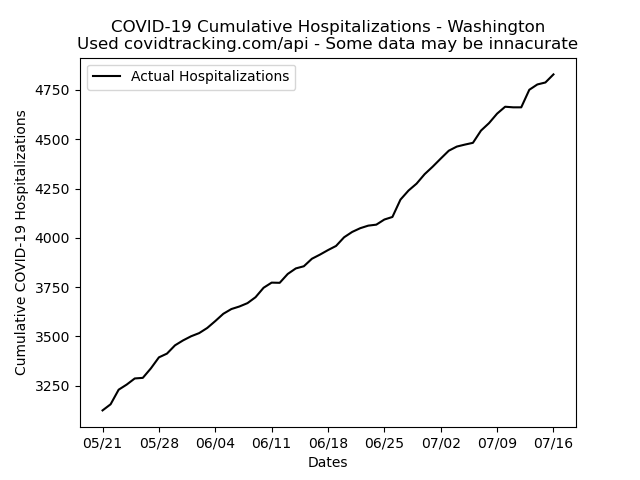 COVID-19 Cumulative Hospitalizations - Washington
Used covidtracking.com/api - Some data may be innacurate
Actual Hospitalizations
Cumulative COVID-19 Hospitalizations
4750
4500
4250
4000
3750
3500
3250
05/21 05/28 06/04 06/11 06/18 06/25 07/02 07/09 07/16
Dates